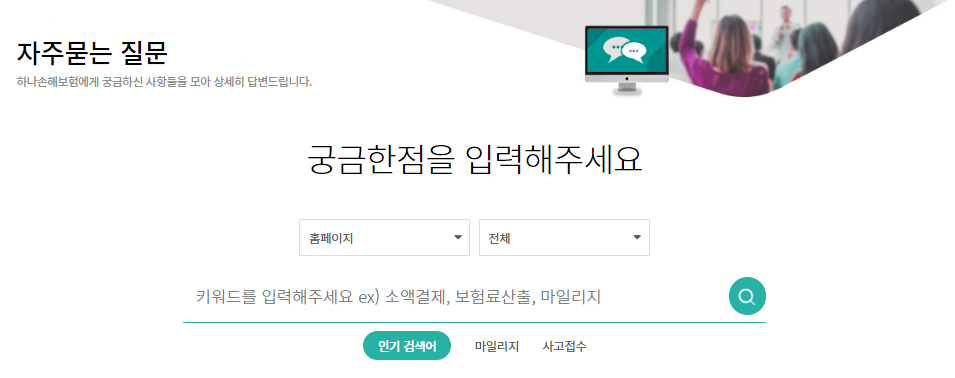 자주묻는 질문
하나손해보험에게 궁금하신 사항들을 모아 상세히 답변드립니다.
궁금한점을 입력해주세요
홈페이지 전체
키워드를 입력해주세요 ex) 소액결제, 보험료산출, 마일리지
인기 검색어 마일리지 사고접수